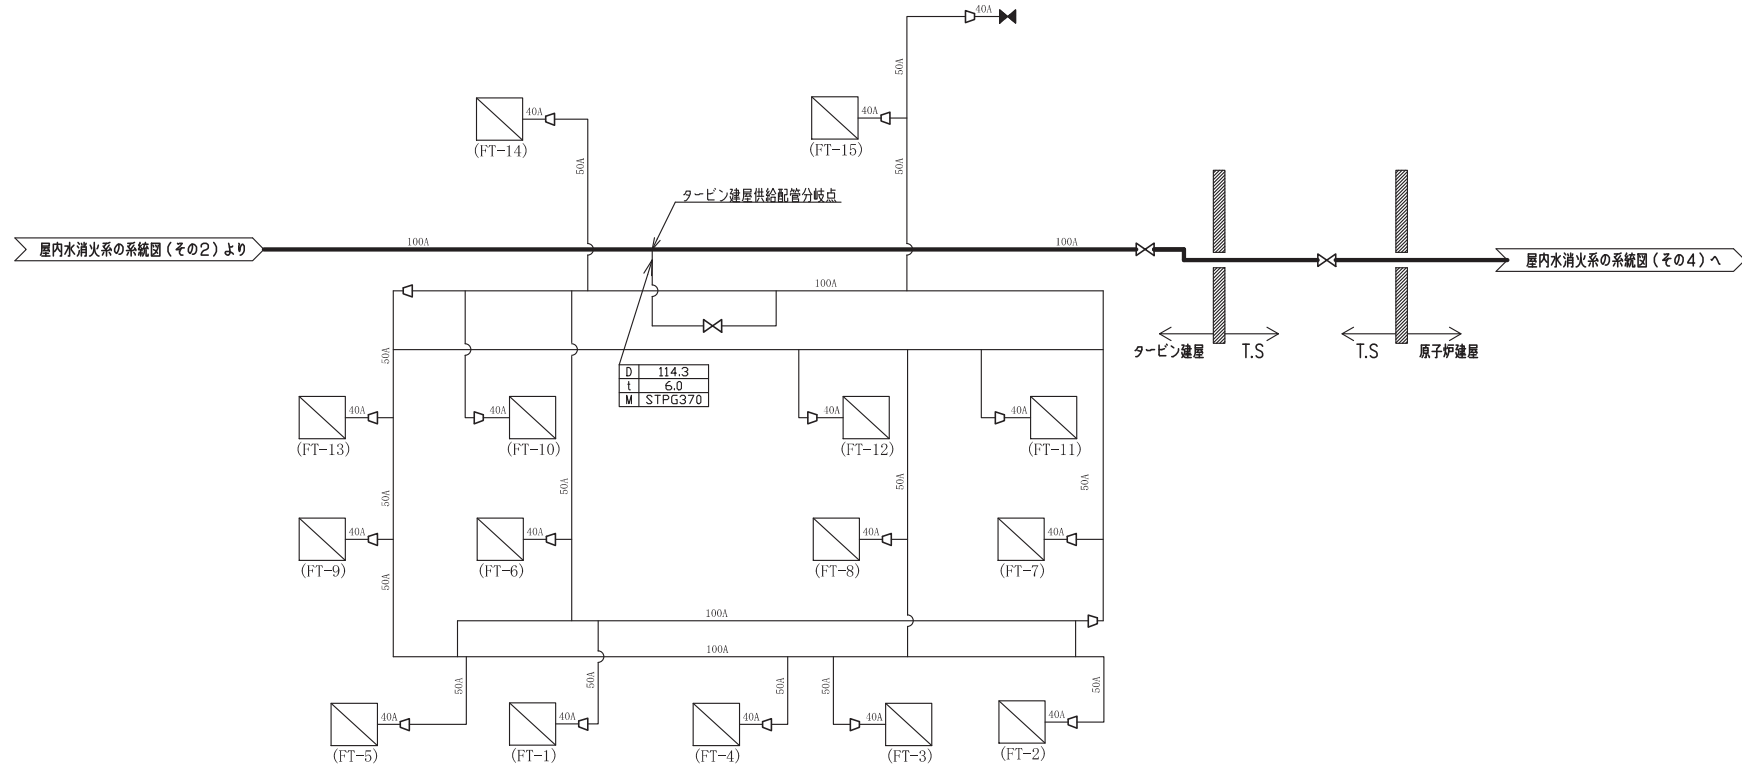 40A
50A
40A
(FT-14)
50A
40A
(FT-15)
50A
タービン建屋供給配管分岐点
屋内水消火系の系統図(その2)より
100A
100A
屋内水消火系の系統図(その4)へ
100A
タービン建屋
T.S
T.S
原子炉建屋
50A
D 114.3
t 6.0
M STPG370
40A
(FT-13)
40A
(FT-10)
40A
(FT-12)
40A
(FT-11)
50A
50A
50A
50A
40A
(FT-9)
40A
(FT-6)
40A
(FT-8)
40A
(FT-7)
50A
100A
100A
50A
50A
50A
50A
50A
40A
(FT-5)
40A
(FT-1)
40A
(FT-4)
40A
(FT-3)
40A
(FT-2)